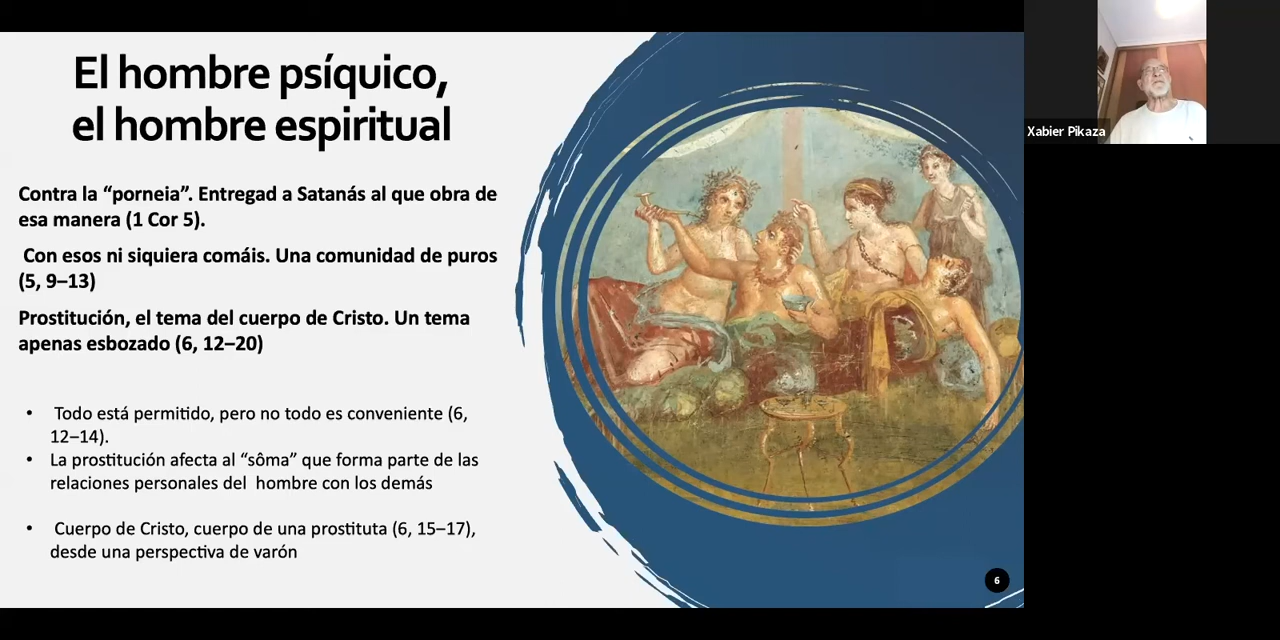 El hombre psíquico,
el hombre espiritual
Contra la “porneia”. Entregad a Satanás al que obra de
esa manera (1 Cor 5).
Con esos ni siquiera comáis. Una comunidad de puros
(5, 9–13)
Prostitución, el tema del cuerpo de Cristo. Un tema
apenas esbozado (6, 12–20)
• Todo está permitido, pero no todo es conveniente (6,
12–14).
• La prostitución afecta al “sôma” que forma parte de las
relaciones personales del hombre con los demás
• Cuerpo de Cristo, cuerpo de una prostituta (6, 15–17),
desde una perspectiva de varón
6
Xabier Pikaza